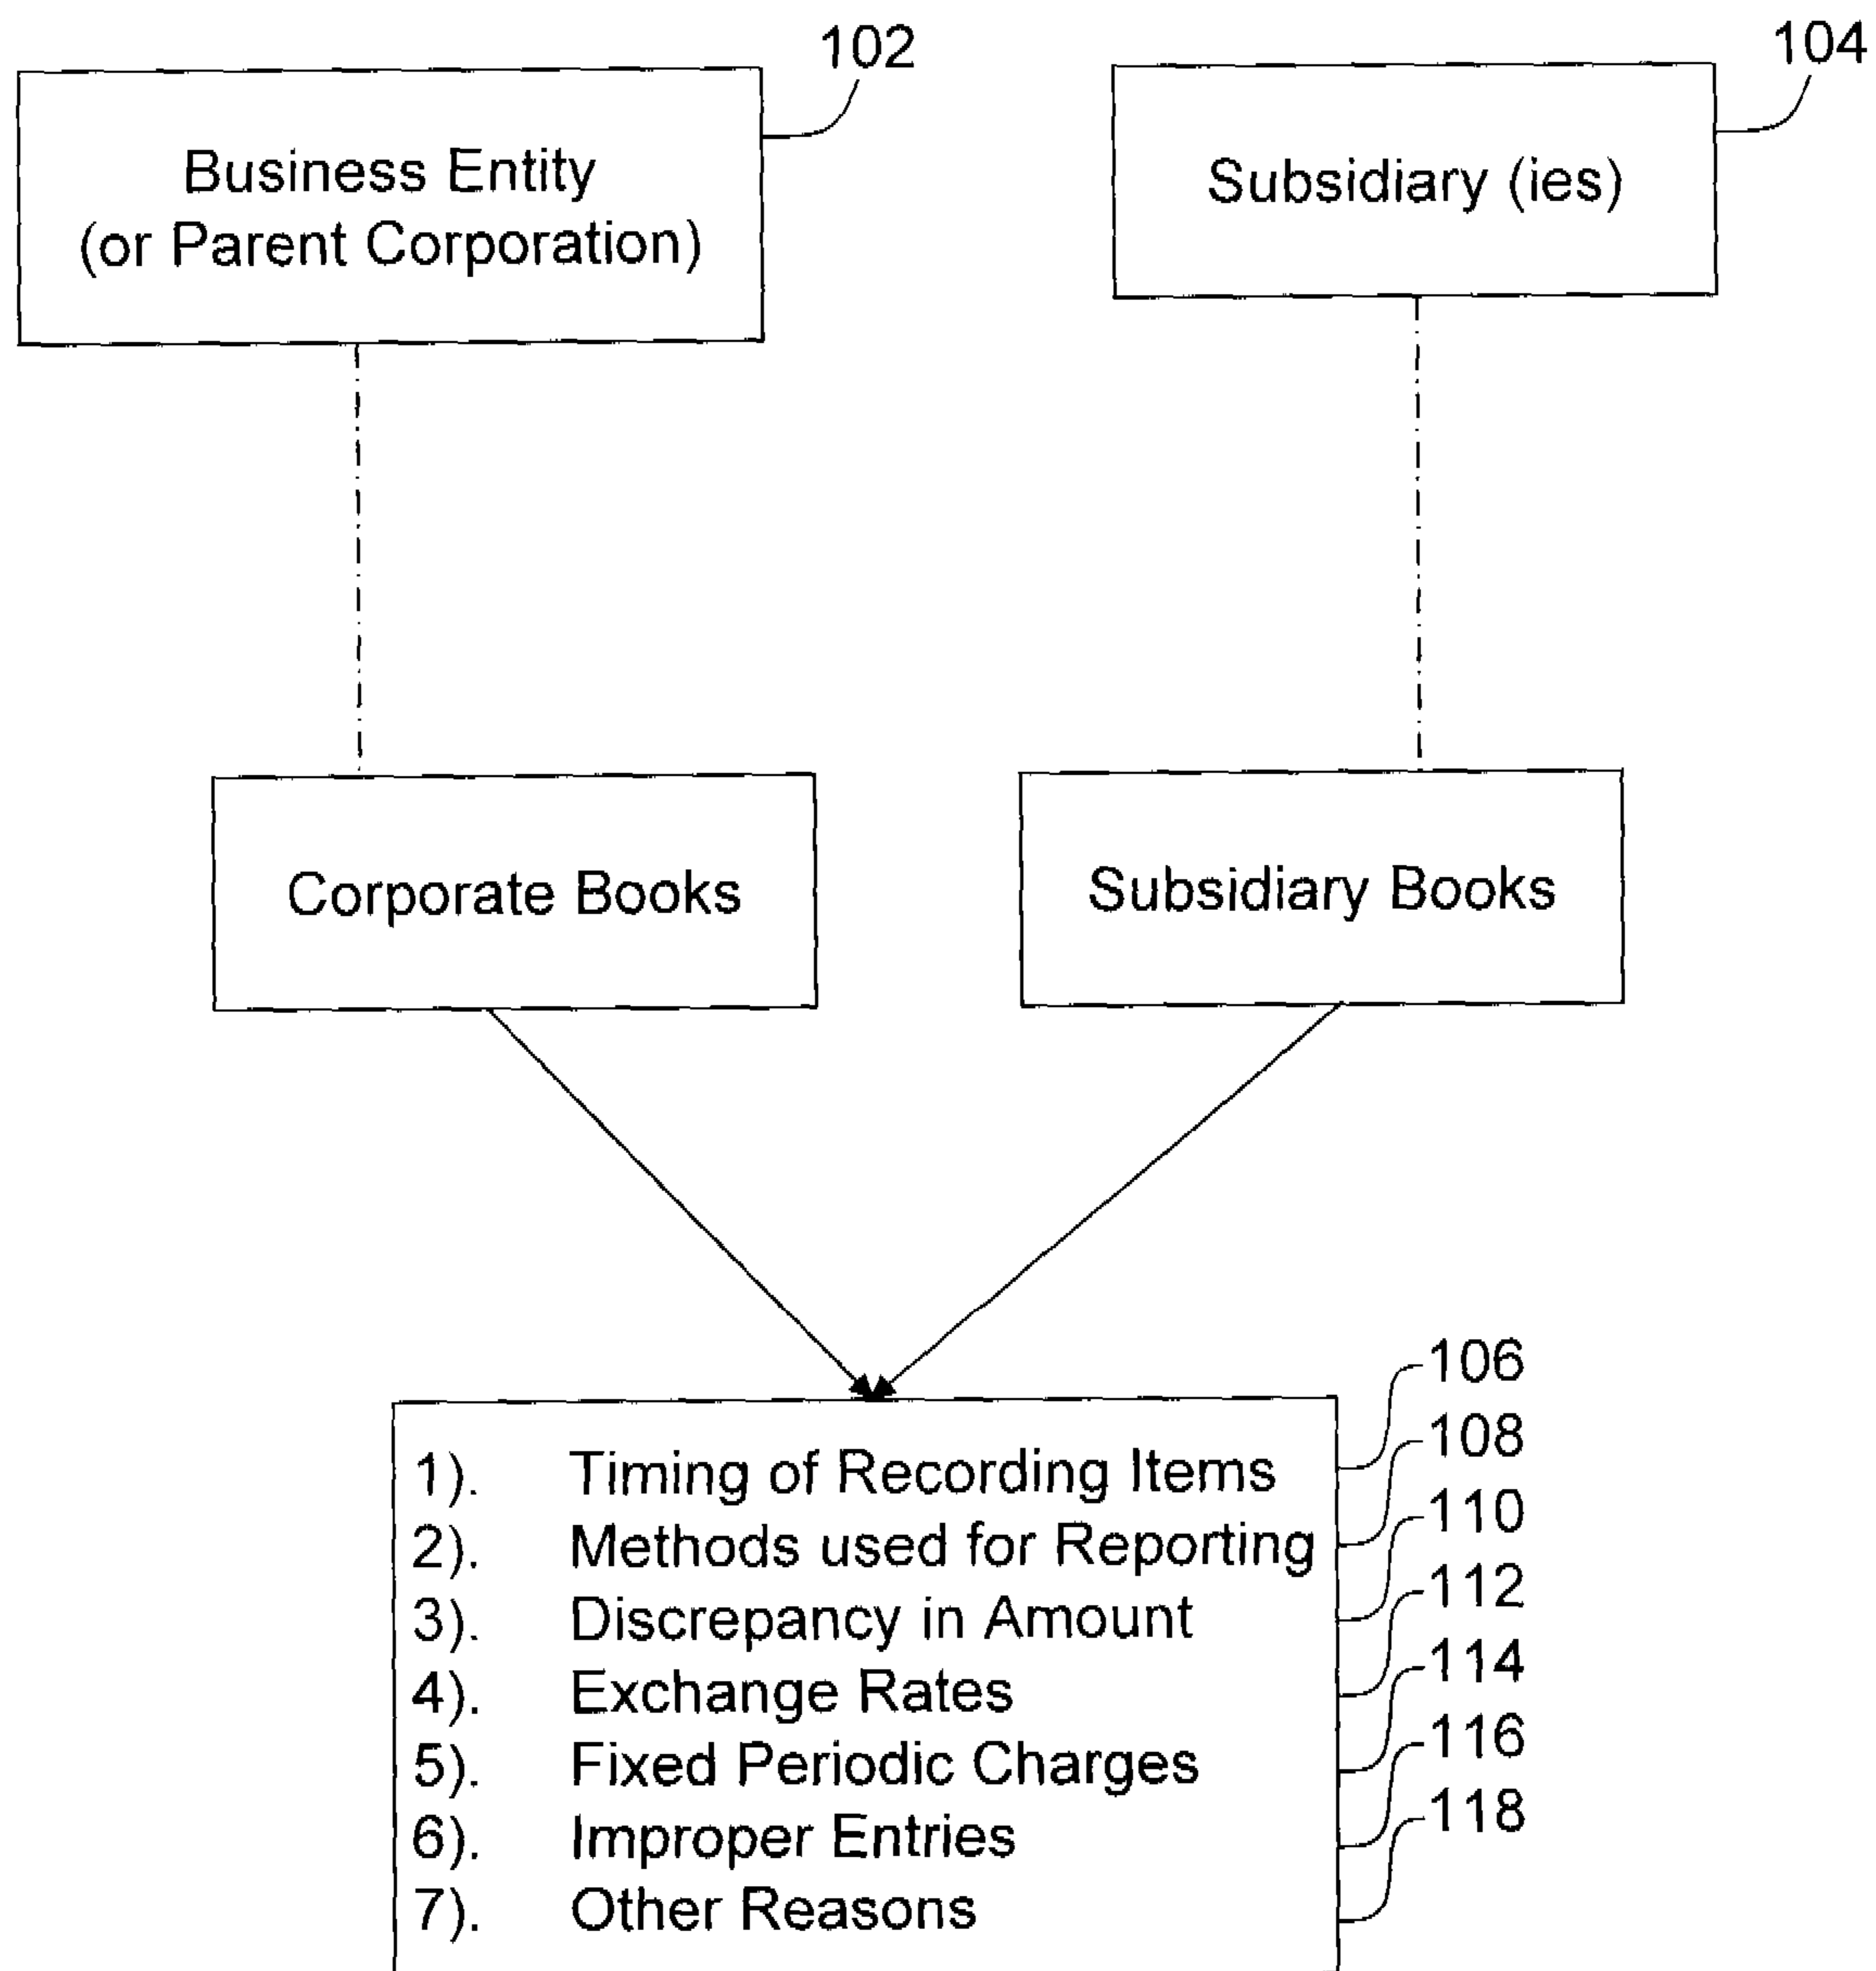 102
104
Business Entity
(or Parent Corporation)
Subsidiary (ies)
Corporate Books
Subsidiary Books
106
108
110
112
114
116
118
1). Timing of Recording Items
2). Methods used for Reporting
3). Discrepancy in Amount
4). Exchange Rates
5). Fixed Periodic Charges
6). Improper Entries
7). Other Reasons